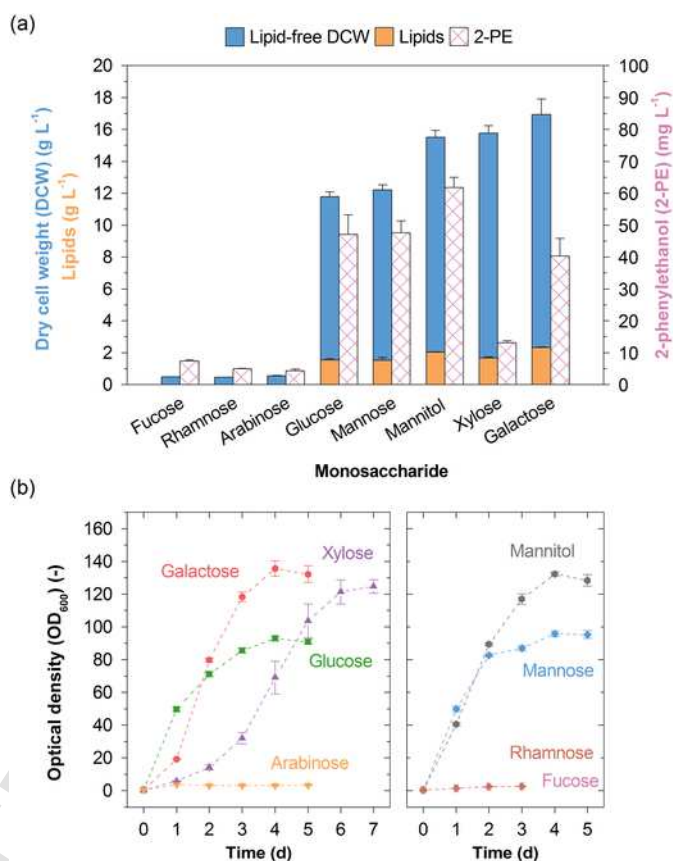 (a)
Lipid-free DCW Lipids 2-PE
Dry cell weight (DCW) (g L⁻¹)
Lipids (g L⁻¹)
20
18
16
14
12
10
8
6
4
2
0
100
90
80
70
60
50
40
30
20
10
0
2-phenylethanol (2-PE) (mg L⁻¹)
Fucose
Rhamnose
Arabinose
Glucose
Mannose
Mannitol
Xylose
Galactose
Monosaccharide
(b)
Optical density (OD₆₀₀) (-)
160
140
120
100
80
60
40
20
0
Galactose
Xylose
Glucose
Arabinose
0 1 2 3 4 5 6 7
Time (d)
Mannitol
Mannose
Rhamnose
Fucose
0 1 2 3 4 5
Time (d)